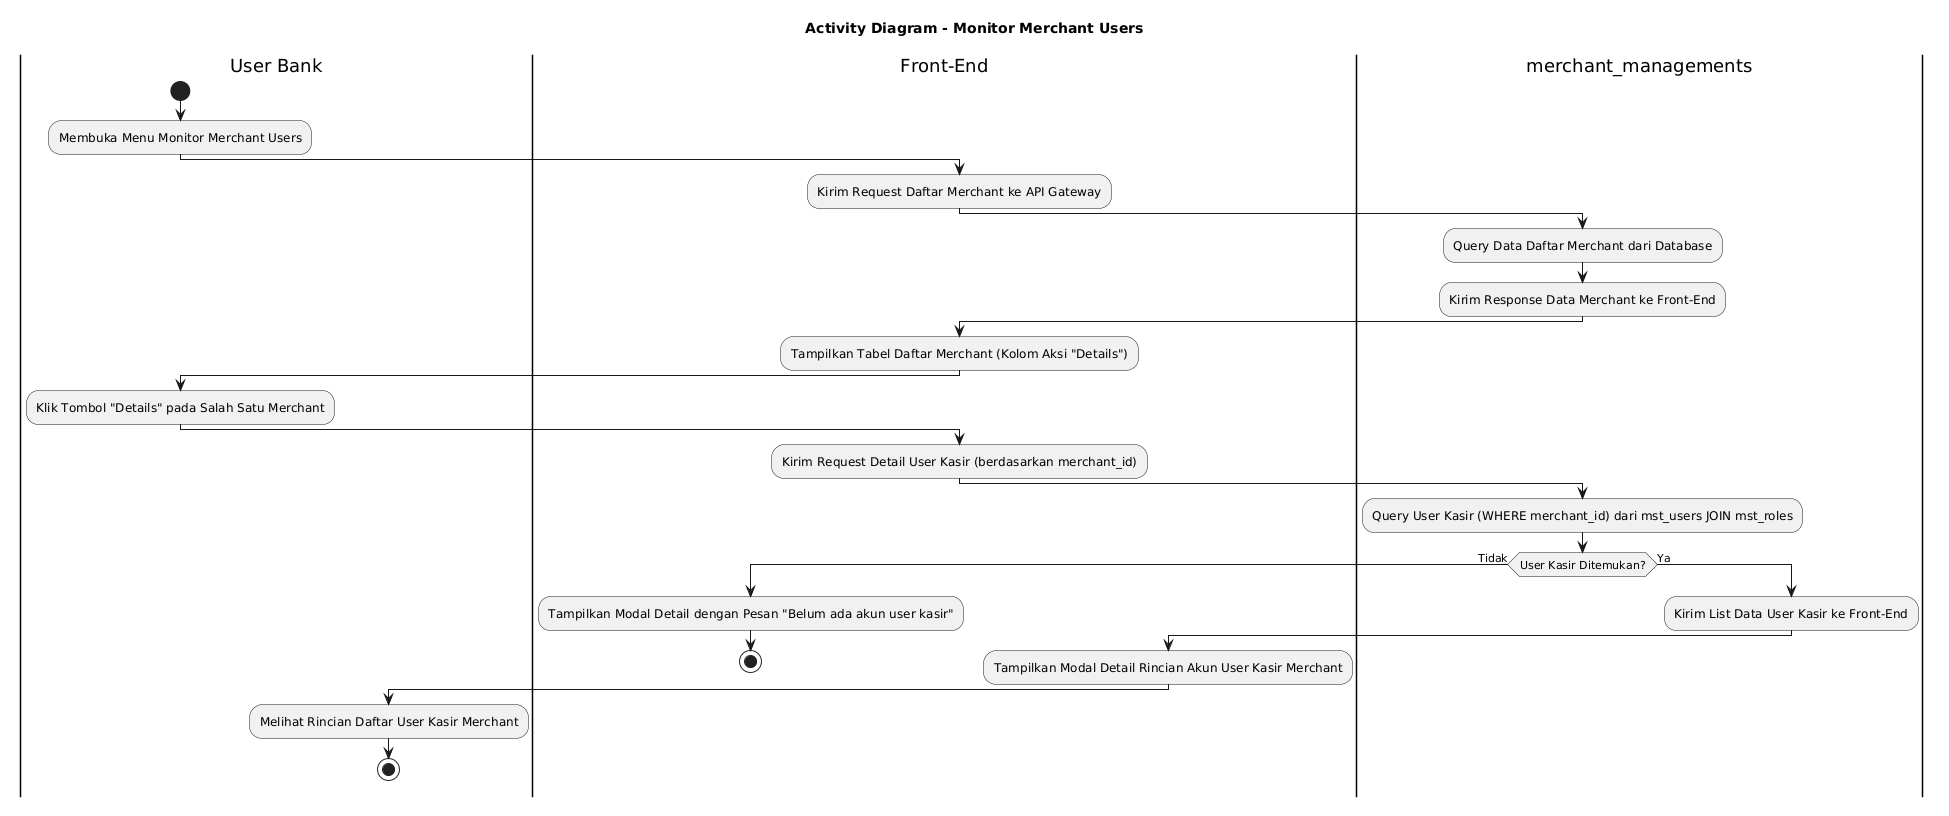 Activity Diagram - Monitor Merchant Users
User Bank
Front-End
merchant_managements
Membuka Menu Monitor Merchant Users
Kirim Request Daftar Merchant ke API Gateway
Query Data Daftar Merchant dari Database
Kirim Response Data Merchant ke Front-End
Tampilkan Tabel Daftar Merchant (Kolom Aksi "Details")
Klik Tombol "Details" pada Salah Satu Merchant
Kirim Request Detail User Kasir (berdasarkan merchant_id)
Query User Kasir (WHERE merchant_id) dari mst_users JOIN mst_roles
Tidak
User Kasir Ditemukan?
Ya
Tampilkan Modal Detail dengan Pesan "Belum ada akun user kasir"
Kirim List Data User Kasir ke Front-End
Tampilkan Modal Detail Rincian Akun User Kasir Merchant
Melihat Rincian Daftar User Kasir Merchant